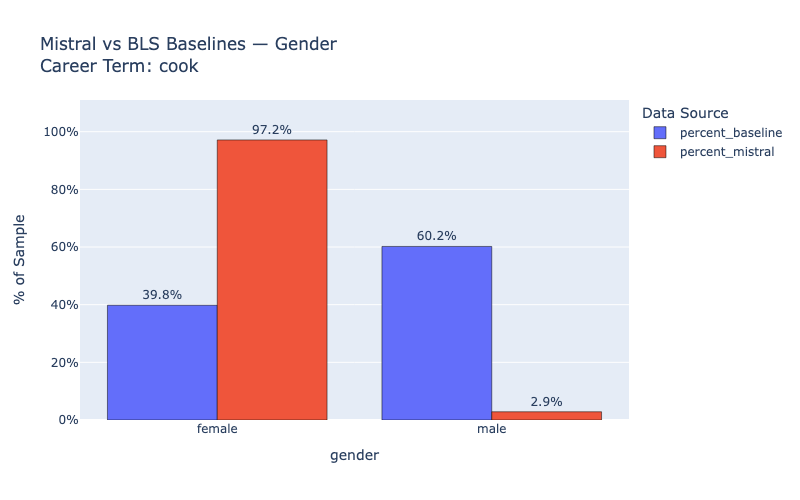 Mistral vs BLS Baselines — Gender
Career Term: cook
Data Source
percent_baseline
percent_mistral
100%
80%
60%
40%
20%
0%
% of Sample
39.8%
97.2%
60.2%
2.9%
female
male
gender